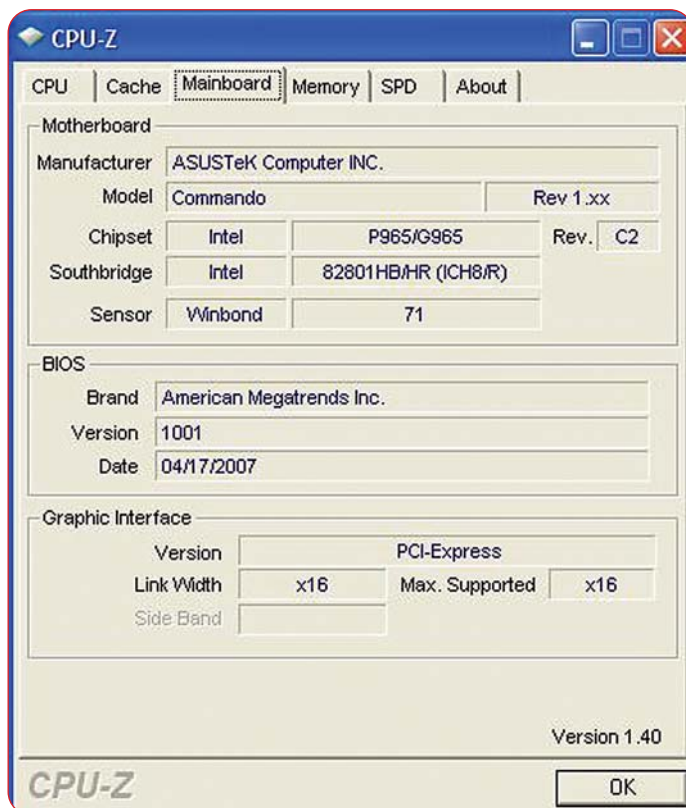 CPU-Z
CPU Cache Mainboard Memory SPD About
Motherboard
Manufacturer ASUSTeK Computer INC.
Model Commando Rev 1.xx
Chipset Intel P965/G965 Rev. C2
Southbridge Intel 82801HB/HR (ICH8/R)
Sensor Winbond 71
BIOS
Brand American Megatrends Inc.
Version 1001
Date 04/17/2007
Graphic Interface
Version PCI-Express
Link Width x16 Max. Supported x16
Side Band
Version 1.40
CPU-Z OK